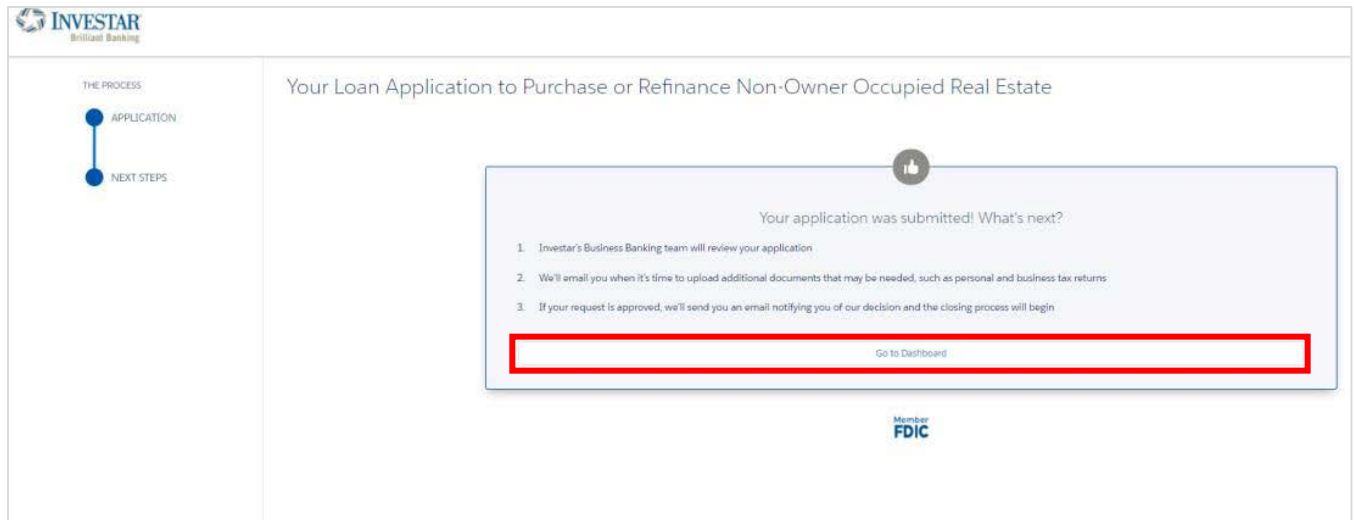 INVESTAR
Brilliant Banking
THE PROCESS
APPLICATION
NEXT STEPS
Your Loan Application to Purchase or Refinance Non-Owner Occupied Real Estate
Your application was submitted! What's next?
1. Investar's Business Banking team will review your application
2. We'll email you when it's time to upload additional documents that may be needed, such as personal and business tax returns
3. If your request is approved, we'll send you an email notifying you of our decision and the closing process will begin
Go to Dashboard
Member
FDIC